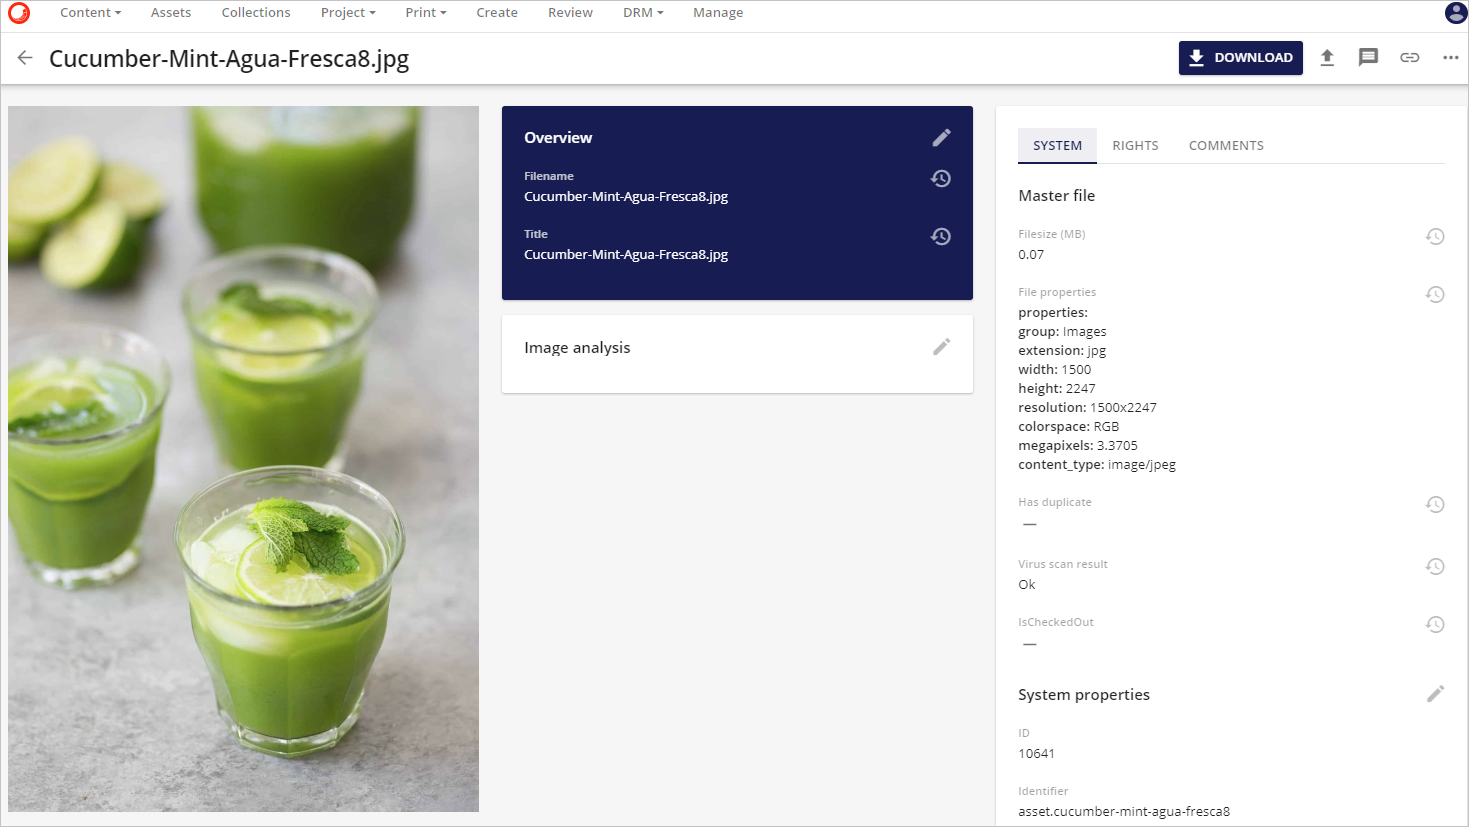 Content Assets Collections Project Print Create Review DRM Manage
Cucumber-Mint-Agua-Fresca8.jpg
DOWNLOAD
Overview
Filename
Cucumber-Mint-Agua-Fresca8.jpg
Title
Cucumber-Mint-Agua-Fresca8.jpg
Image analysis
SYSTEM RIGHTS COMMENTS
Master file
Filesize (MB)
0.07
File properties
properties:
group: Images
extension: jpg
width: 1500
height: 2247
resolution: 1500x2247
colorspace: RGB
megapixels: 3.3705
content_type: image/jpeg
Has duplicate
—
Virus scan result
Ok
IsCheckedOut
—
System properties
ID
10641
Identifier
asset.cucumber-mint-agua-fresca8